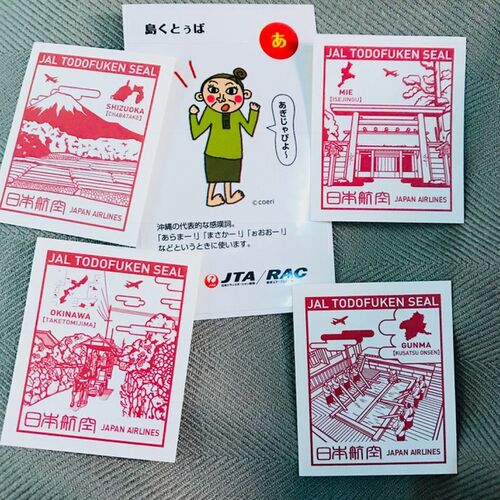 JAL TODOFUKEN SEAL
SHIZUOKA
[CHABATAKE]
日本航空
JAPAN AIRLINES
島くとぅば
あ
あぎじゃびよ〜
©coeri
沖縄の代表的な感嘆詞。
「あらまー!」「まさかー!」「ぉおおー!」
などというときに使います。
JTA/RAC
JAL TODOFUKEN SEAL
MIE
[ISEJINGU]
日本航空
JAPAN AIRLINES
JAL TODOFUKEN SEAL
OKINAWA
[TAKETOMIJIMA]
日本航空
JAPAN AIRLINES
JAL TODOFUKEN SEAL
GUNMA
[KUSATSU ONSEN]
日本航空
JAPAN AIRLINES